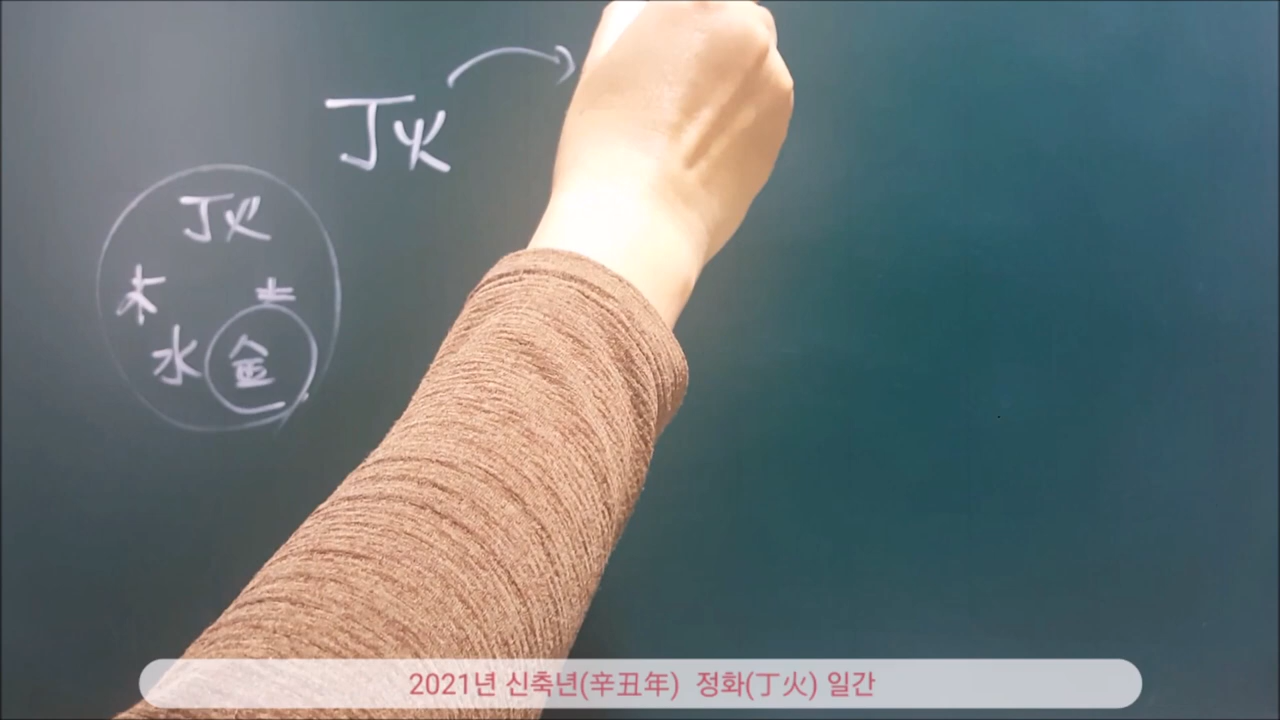 丁火
丁火
木 土
水 金
2021년 신축년(辛丑年) 정화(丁火) 일간